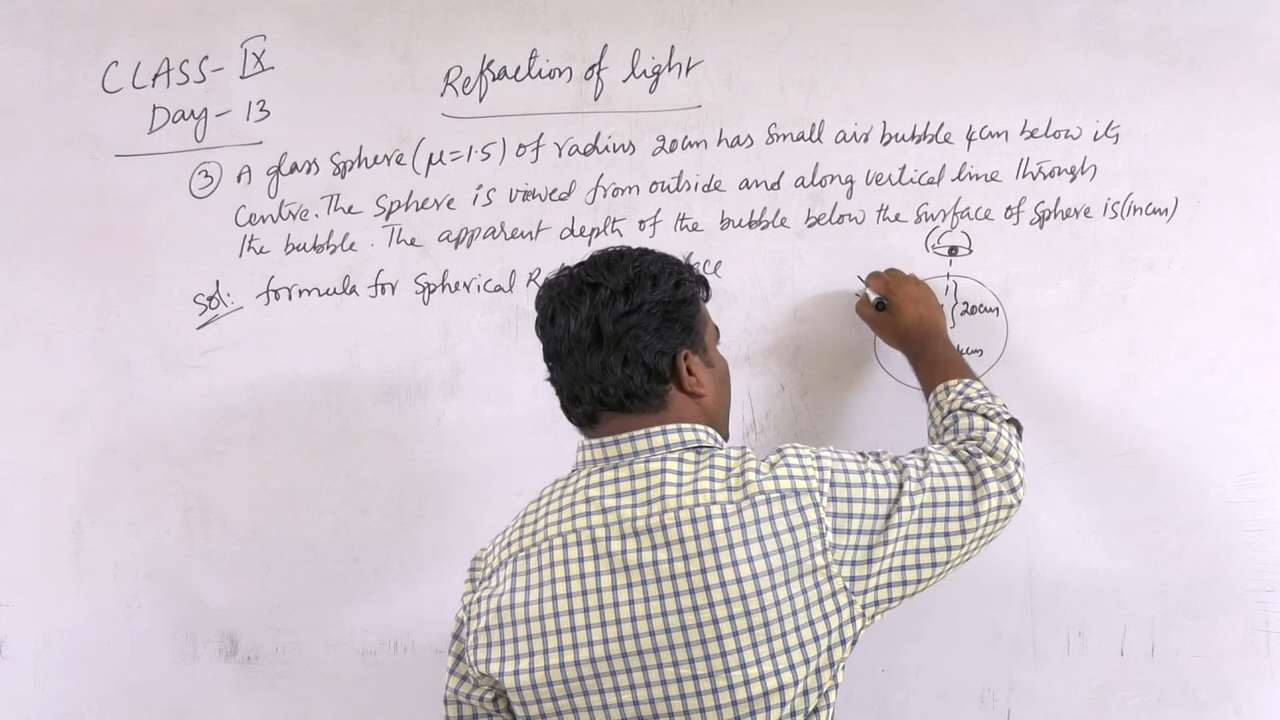 CLASS-IX
Day-13
Refraction of light
③ A glass sphere (μ=1.5) of radius 20cm has small air bubble 4cm below its
centre. The sphere is viewed from outside and along vertical line through
the bubble. The apparent depth of the bubble below the surface of sphere is (in cm)
Sol: formula for Spherical
20cm